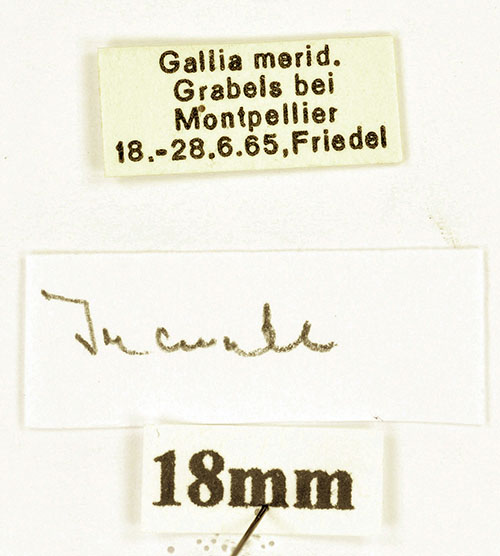 Gallia merid.
Grabels bei
Montpellier
18.-28.6.65,Friedel
18mm